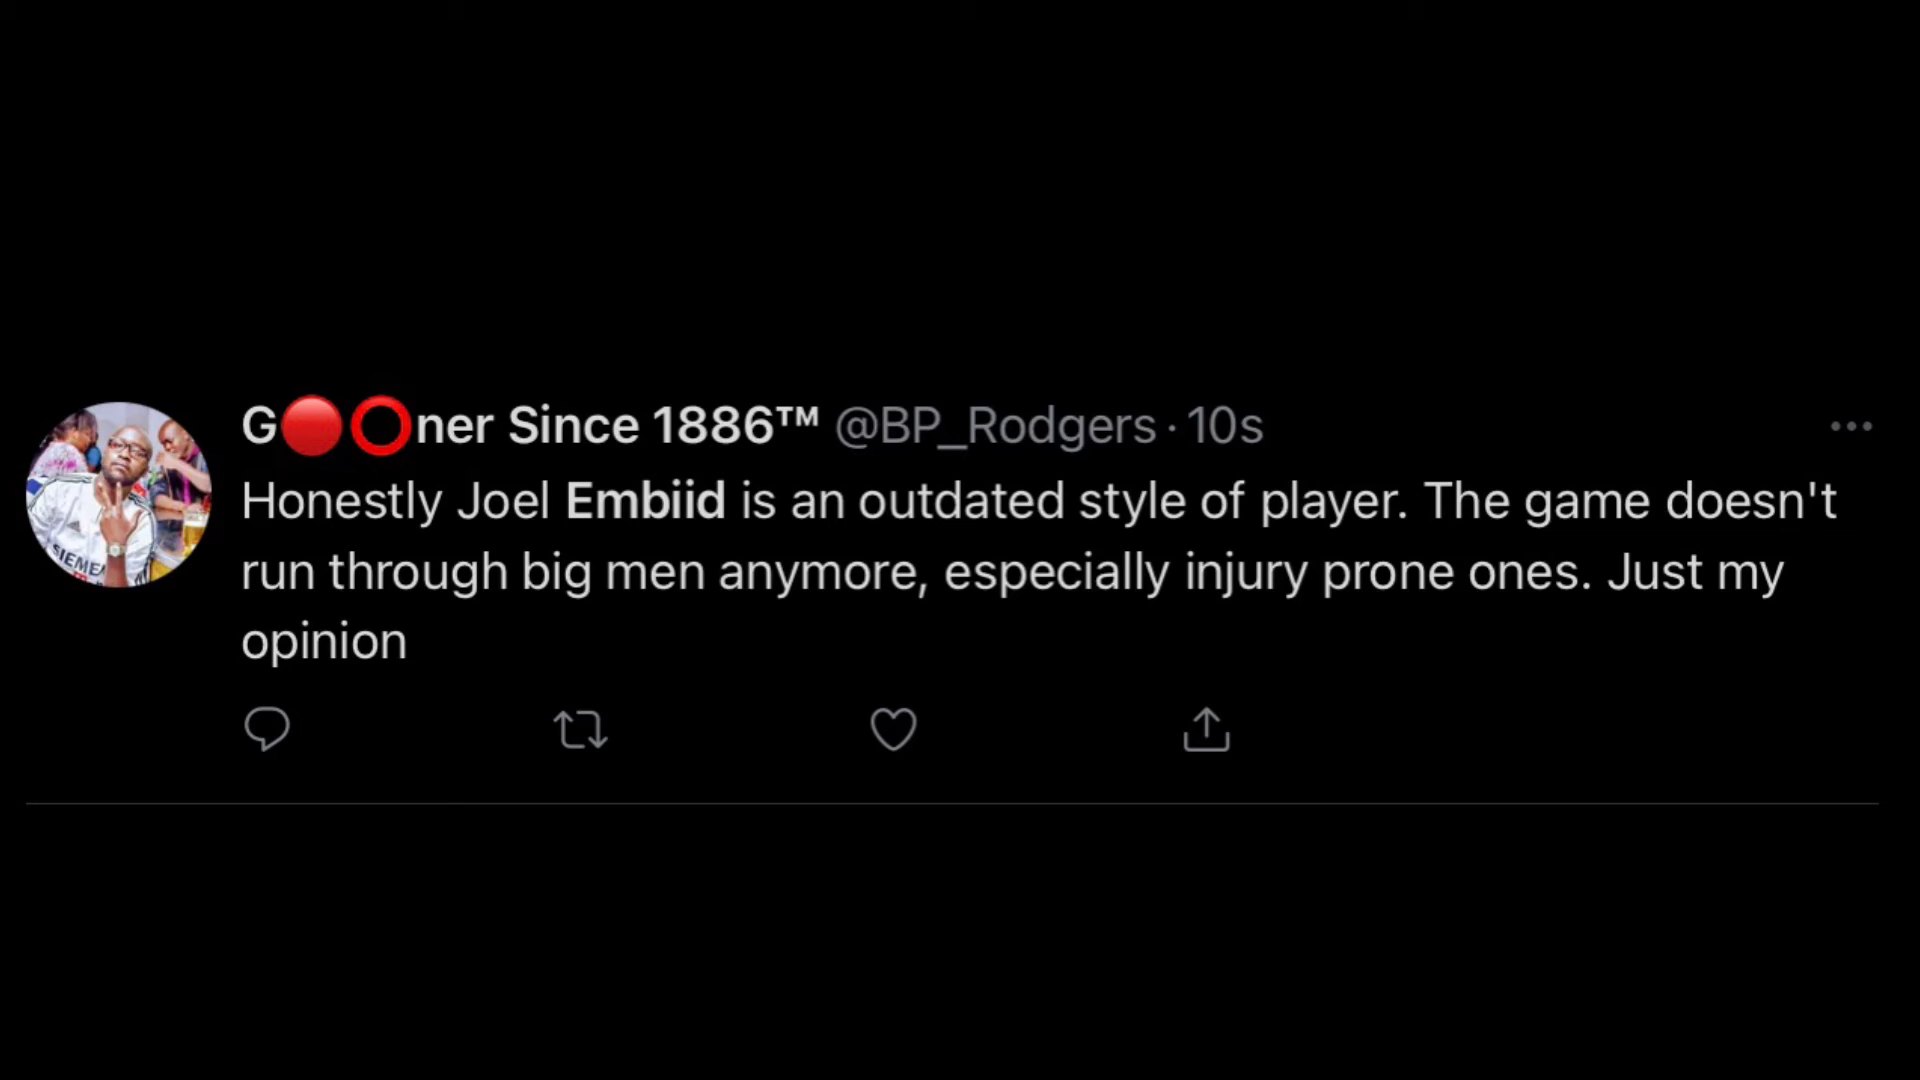 G🔴⭕ner Since 1886™ @BP_Rodgers · 10s
Honestly Joel Embiid is an outdated style of player. The game doesn't
run through big men anymore, especially injury prone ones. Just my
opinion
SIEME